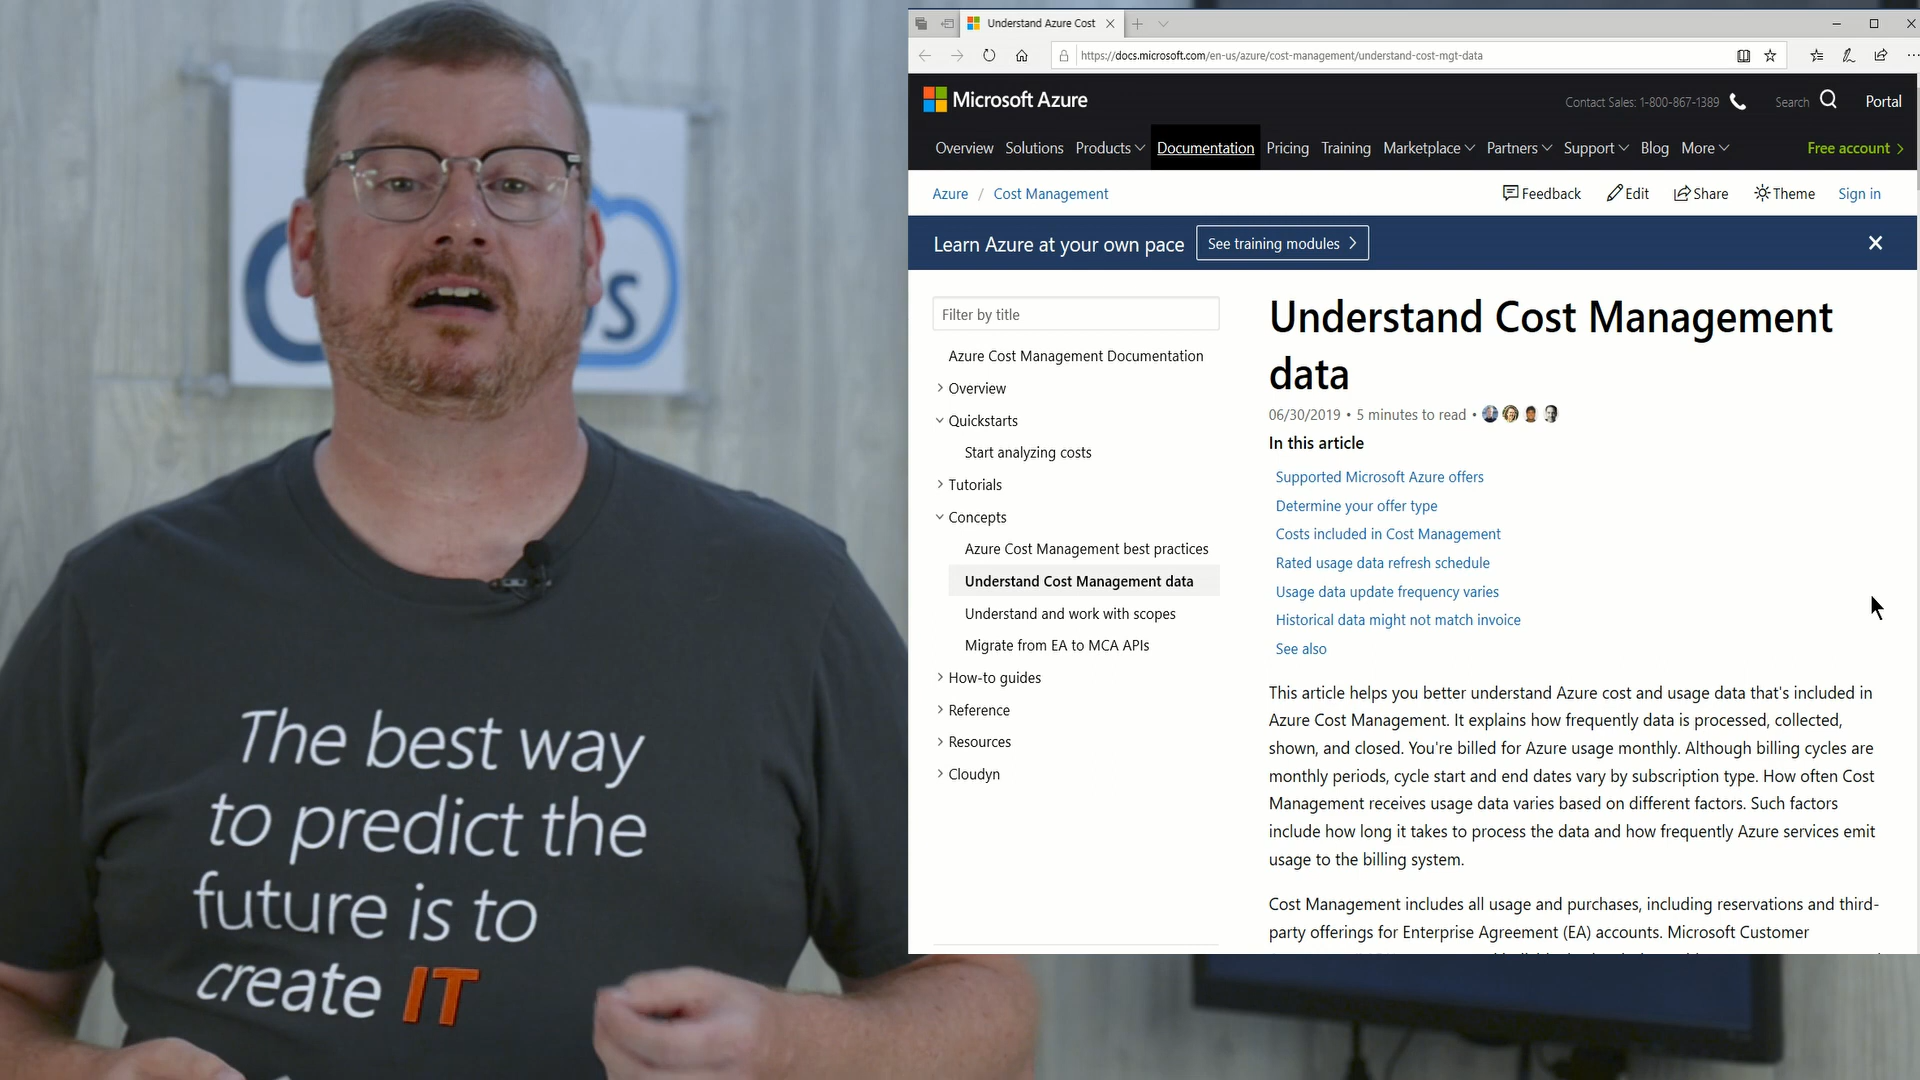 The best way
to predict the
future is to
create IT
Understand Azure Cost
https://docs.microsoft.com/en-us/azure/cost-management/understand-cost-mgt-data
Microsoft Azure
Contact Sales: 1-800-867-1389
Search
Portal
Overview Solutions Products Documentation Pricing Training Marketplace Partners Support Blog More Free account
Azure / Cost Management
Feedback Edit Share Theme Sign in
Learn Azure at your own pace See training modules
Filter by title
Azure Cost Management Documentation
Overview
Quickstarts
Start analyzing costs
Tutorials
Concepts
Azure Cost Management best practices
Understand Cost Management data
Understand and work with scopes
Migrate from EA to MCA APIs
How-to guides
Reference
Resources
Cloudyn
Understand Cost Management
data
06/30/2019 • 5 minutes to read •
In this article
Supported Microsoft Azure offers
Determine your offer type
Costs included in Cost Management
Rated usage data refresh schedule
Usage data update frequency varies
Historical data might not match invoice
See also
This article helps you better understand Azure cost and usage data that's included in
Azure Cost Management. It explains how frequently data is processed, collected,
shown, and closed. You're billed for Azure usage monthly. Although billing cycles are
monthly periods, cycle start and end dates vary by subscription type. How often Cost
Management receives usage data varies based on different factors. Such factors
include how long it takes to process the data and how frequently Azure services emit
usage to the billing system.
Cost Management includes all usage and purchases, including reservations and third-
party offerings for Enterprise Agreement (EA) accounts. Microsoft Customer